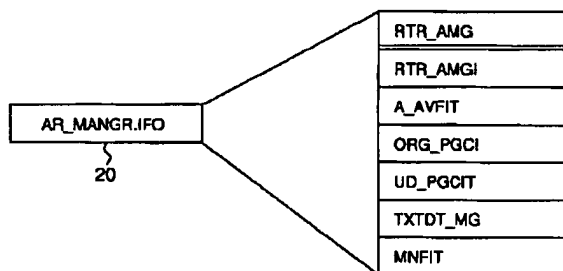 RTR_AMG
RTR_AMGI
A_AVFIT
AR_MANGR.IFO
ORG_PGCI
20
UD_PGCIT
TXTDT_MG
MNFIT